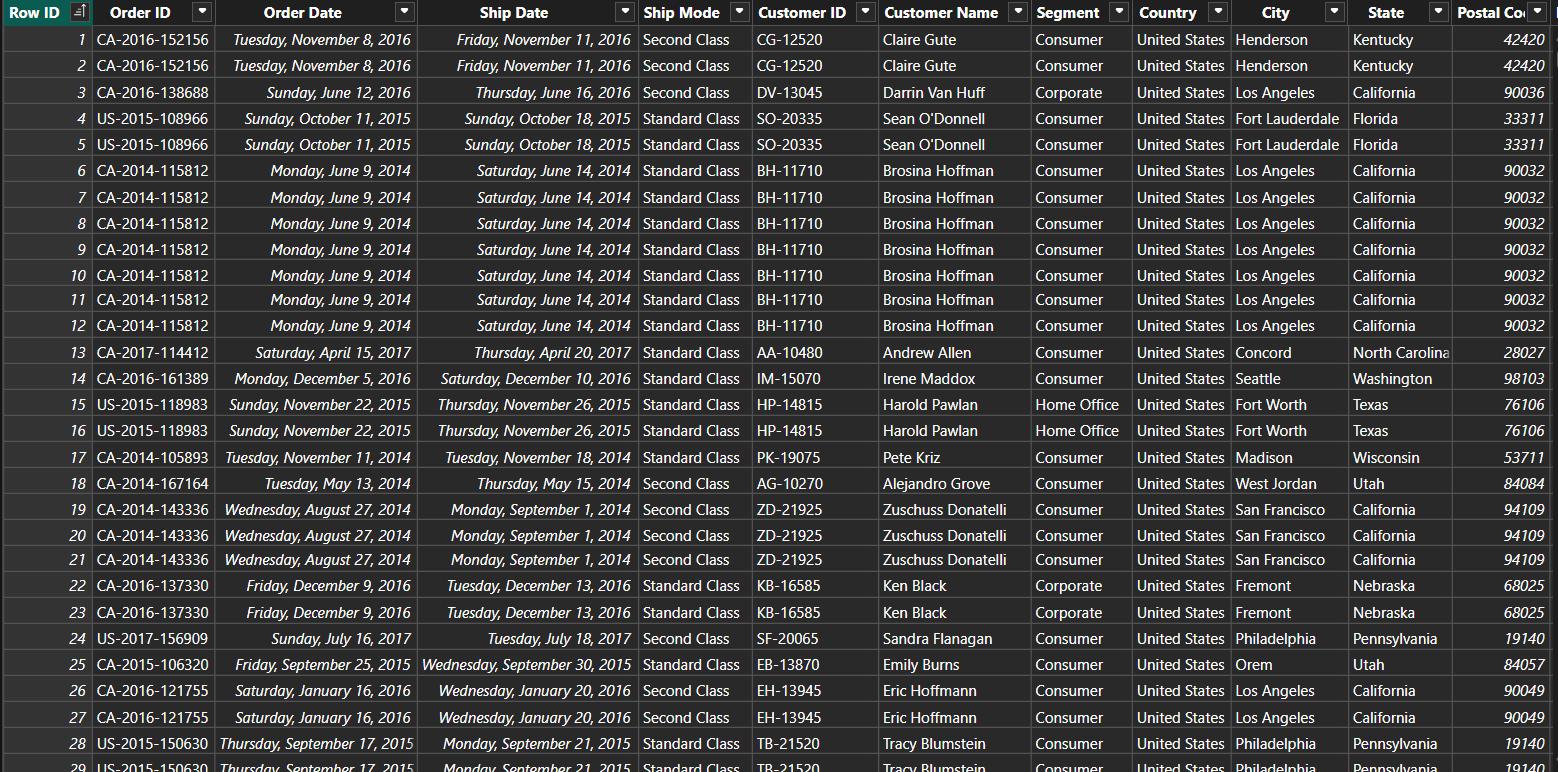 Row ID Order ID Order Date Ship Date Ship Mode Customer ID Customer Name Segment Country City State Postal Co
1 CA-2016-152156 Tuesday, November 8, 2016 Friday, November 11, 2016 Second Class CG-12520 Claire Gute Consumer United States Henderson Kentucky 42420
2 CA-2016-152156 Tuesday, November 8, 2016 Friday, November 11, 2016 Second Class CG-12520 Claire Gute Consumer United States Henderson Kentucky 42420
3 CA-2016-138688 Sunday, June 12, 2016 Thursday, June 16, 2016 Second Class DV-13045 Darrin Van Huff Corporate United States Los Angeles California 90036
4 US-2015-108966 Sunday, October 11, 2015 Sunday, October 18, 2015 Standard Class SO-20335 Sean O'Donnell Consumer United States Fort Lauderdale Florida 33311
5 US-2015-108966 Sunday, October 11, 2015 Sunday, October 18, 2015 Standard Class SO-20335 Sean O'Donnell Consumer United States Fort Lauderdale Florida 33311
6 CA-2014-115812 Monday, June 9, 2014 Saturday, June 14, 2014 Standard Class BH-11710 Brosina Hoffman Consumer United States Los Angeles California 90032
7 CA-2014-115812 Monday, June 9, 2014 Saturday, June 14, 2014 Standard Class BH-11710 Brosina Hoffman Consumer United States Los Angeles California 90032
8 CA-2014-115812 Monday, June 9, 2014 Saturday, June 14, 2014 Standard Class BH-11710 Brosina Hoffman Consumer United States Los Angeles California 90032
9 CA-2014-115812 Monday, June 9, 2014 Saturday, June 14, 2014 Standard Class BH-11710 Brosina Hoffman Consumer United States Los Angeles California 90032
10 CA-2014-115812 Monday, June 9, 2014 Saturday, June 14, 2014 Standard Class BH-11710 Brosina Hoffman Consumer United States Los Angeles California 90032
11 CA-2014-115812 Monday, June 9, 2014 Saturday, June 14, 2014 Standard Class BH-11710 Brosina Hoffman Consumer United States Los Angeles California 90032
12 CA-2014-115812 Monday, June 9, 2014 Saturday, June 14, 2014 Standard Class BH-11710 Brosina Hoffman Consumer United States Los Angeles California 90032
13 CA-2017-114412 Saturday, April 15, 2017 Thursday, April 20, 2017 Standard Class AA-10480 Andrew Allen Consumer United States Concord North Carolina 28027
14 CA-2016-161389 Monday, December 5, 2016 Saturday, December 10, 2016 Standard Class IM-15070 Irene Maddox Consumer United States Seattle Washington 98103
15 US-2015-118983 Sunday, November 22, 2015 Thursday, November 26, 2015 Standard Class HP-14815 Harold Pawlan Home Office United States Fort Worth Texas 76106
16 US-2015-118983 Sunday, November 22, 2015 Thursday, November 26, 2015 Standard Class HP-14815 Harold Pawlan Home Office United States Fort Worth Texas 76106
17 CA-2014-105893 Tuesday, November 11, 2014 Tuesday, November 18, 2014 Standard Class PK-19075 Pete Kriz Consumer United States Madison Wisconsin 53711
18 CA-2014-167164 Tuesday, May 13, 2014 Thursday, May 15, 2014 Second Class AG-10270 Alejandro Grove Consumer United States West Jordan Utah 84084
19 CA-2014-143336 Wednesday, August 27, 2014 Monday, September 1, 2014 Second Class ZD-21925 Zuschuss Donatelli Consumer United States San Francisco California 94109
20 CA-2014-143336 Wednesday, August 27, 2014 Monday, September 1, 2014 Second Class ZD-21925 Zuschuss Donatelli Consumer United States San Francisco California 94109
21 CA-2014-143336 Wednesday, August 27, 2014 Monday, September 1, 2014 Second Class ZD-21925 Zuschuss Donatelli Consumer United States San Francisco California 94109
22 CA-2016-137330 Friday, December 9, 2016 Tuesday, December 13, 2016 Standard Class KB-16585 Ken Black Corporate United States Fremont Nebraska 68025
23 CA-2016-137330 Friday, December 9, 2016 Tuesday, December 13, 2016 Standard Class KB-16585 Ken Black Corporate United States Fremont Nebraska 68025
24 US-2017-156909 Sunday, July 16, 2017 Tuesday, July 18, 2017 Second Class SF-20065 Sandra Flanagan Consumer United States Philadelphia Pennsylvania 19140
25 CA-2015-106320 Friday, September 25, 2015 Wednesday, September 30, 2015 Standard Class EB-13870 Emily Burns Consumer United States Orem Utah 84057
26 CA-2016-121755 Saturday, January 16, 2016 Wednesday, January 20, 2016 Second Class EH-13945 Eric Hoffmann Consumer United States Los Angeles California 90049
27 CA-2016-121755 Saturday, January 16, 2016 Wednesday, January 20, 2016 Second Class EH-13945 Eric Hoffmann Consumer United States Los Angeles California 90049
28 US-2015-150630 Thursday, September 17, 2015 Monday, September 21, 2015 Standard Class TB-21520 Tracy Blumstein Consumer United States Philadelphia Pennsylvania 19140
29 US-2015-150630 Thursday, September 17, 2015 Monday, September 21, 2015 Standard Class TB-21520 Tracy Blumstein Consumer United States Philadelphia Pennsylvania 19140